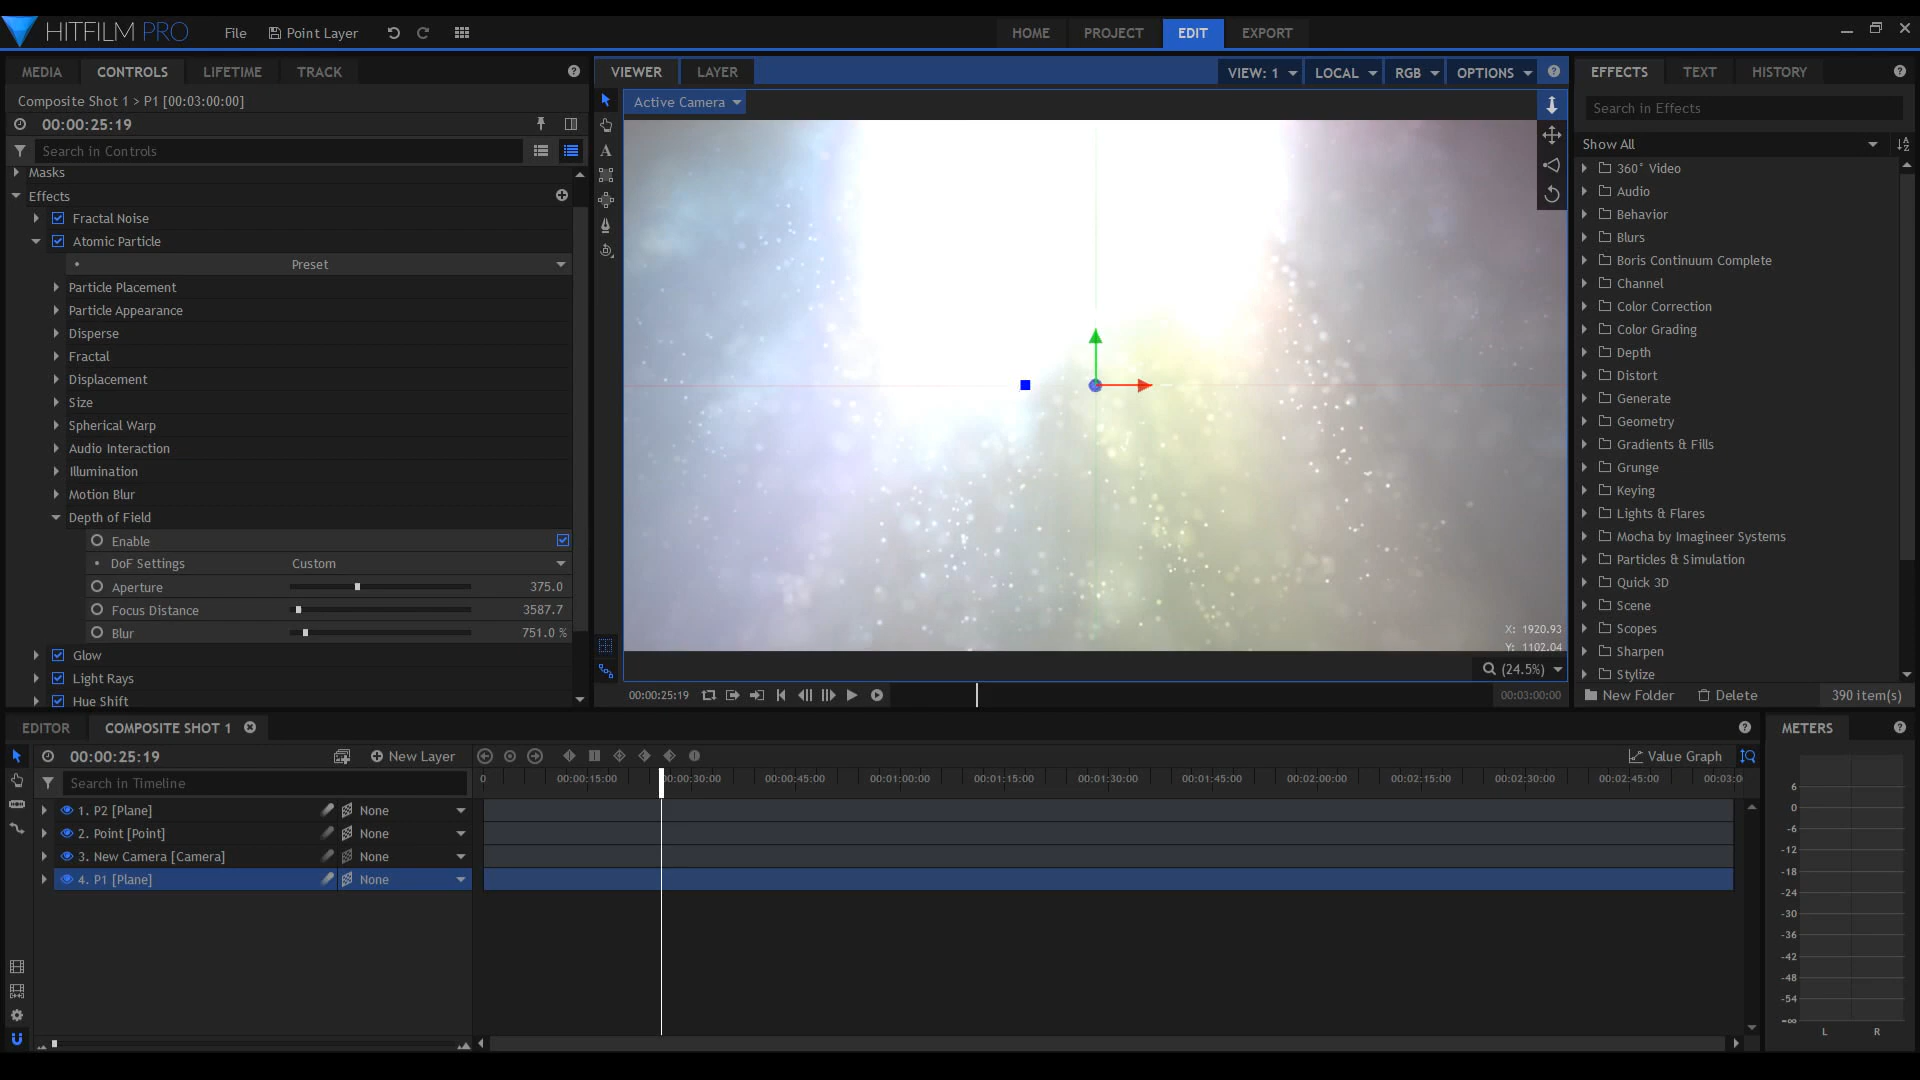 HITFILM PRO
File
Point Layer
HOME
PROJECT
EDIT
EXPORT
MEDIA
CONTROLS
LIFETIME
TRACK
Composite Shot 1 > P1 [00:03:00:00]
00:00:25:19
Search in Controls
Masks
Effects
Fractal Noise
Atomic Particle
Preset
Particle Placement
Particle Appearance
Disperse
Fractal
Displacement
Size
Spherical Warp
Audio Interaction
Illumination
Motion Blur
Depth of Field
Enable
DoF Settings Custom
Aperture 375.0
Focus Distance 3587.7
Blur 751.0 %
Glow
Light Rays
Hue Shift
VIEWER
LAYER
VIEW: 1
LOCAL
RGB
OPTIONS
Active Camera
X: 1920.93
Y: 1102.04
(24.5%)
00:00:25:19
00:03:00:00
EFFECTS
TEXT
HISTORY
Search in Effects
Show All
360° Video
Audio
Behavior
Blurs
Boris Continuum Complete
Channel
Color Correction
Color Grading
Depth
Distort
Generate
Geometry
Gradients & Fills
Grunge
Keying
Lights & Flares
Mocha by Imagineer Systems
Particles & Simulation
Quick 3D
Scene
Scopes
Sharpen
Stylize
New Folder
Delete
390 item(s)
EDITOR
COMPOSITE SHOT 1
00:00:25:19
New Layer
Value Graph
Search in Timeline
0 00:00:15:00 00:00:30:00 00:00:45:00 00:01:00:00 00:01:15:00 00:01:30:00 00:01:45:00 00:02:00:00 00:02:15:00 00:02:30:00 00:02:45:00 00:03:0
1. P2 [Plane] None
2. Point [Point] None
3. New Camera [Camera] None
4. P1 [Plane] None
METERS
6
0
-6
-12
-18
-24
-30
-36
-42
-48
-54
-∞
L R